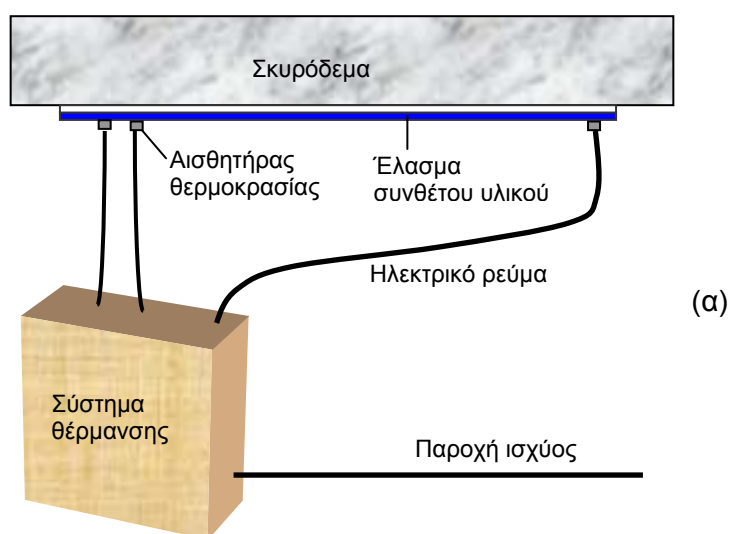 Σκυρόδεμα
Αισθητήρας
θερμοκρασίας
Έλασμα
συνθέτου υλικού
Ηλεκτρικό ρεύμα
(α)
Σύστημα
θέρμανσης
Παροχή ισχύος